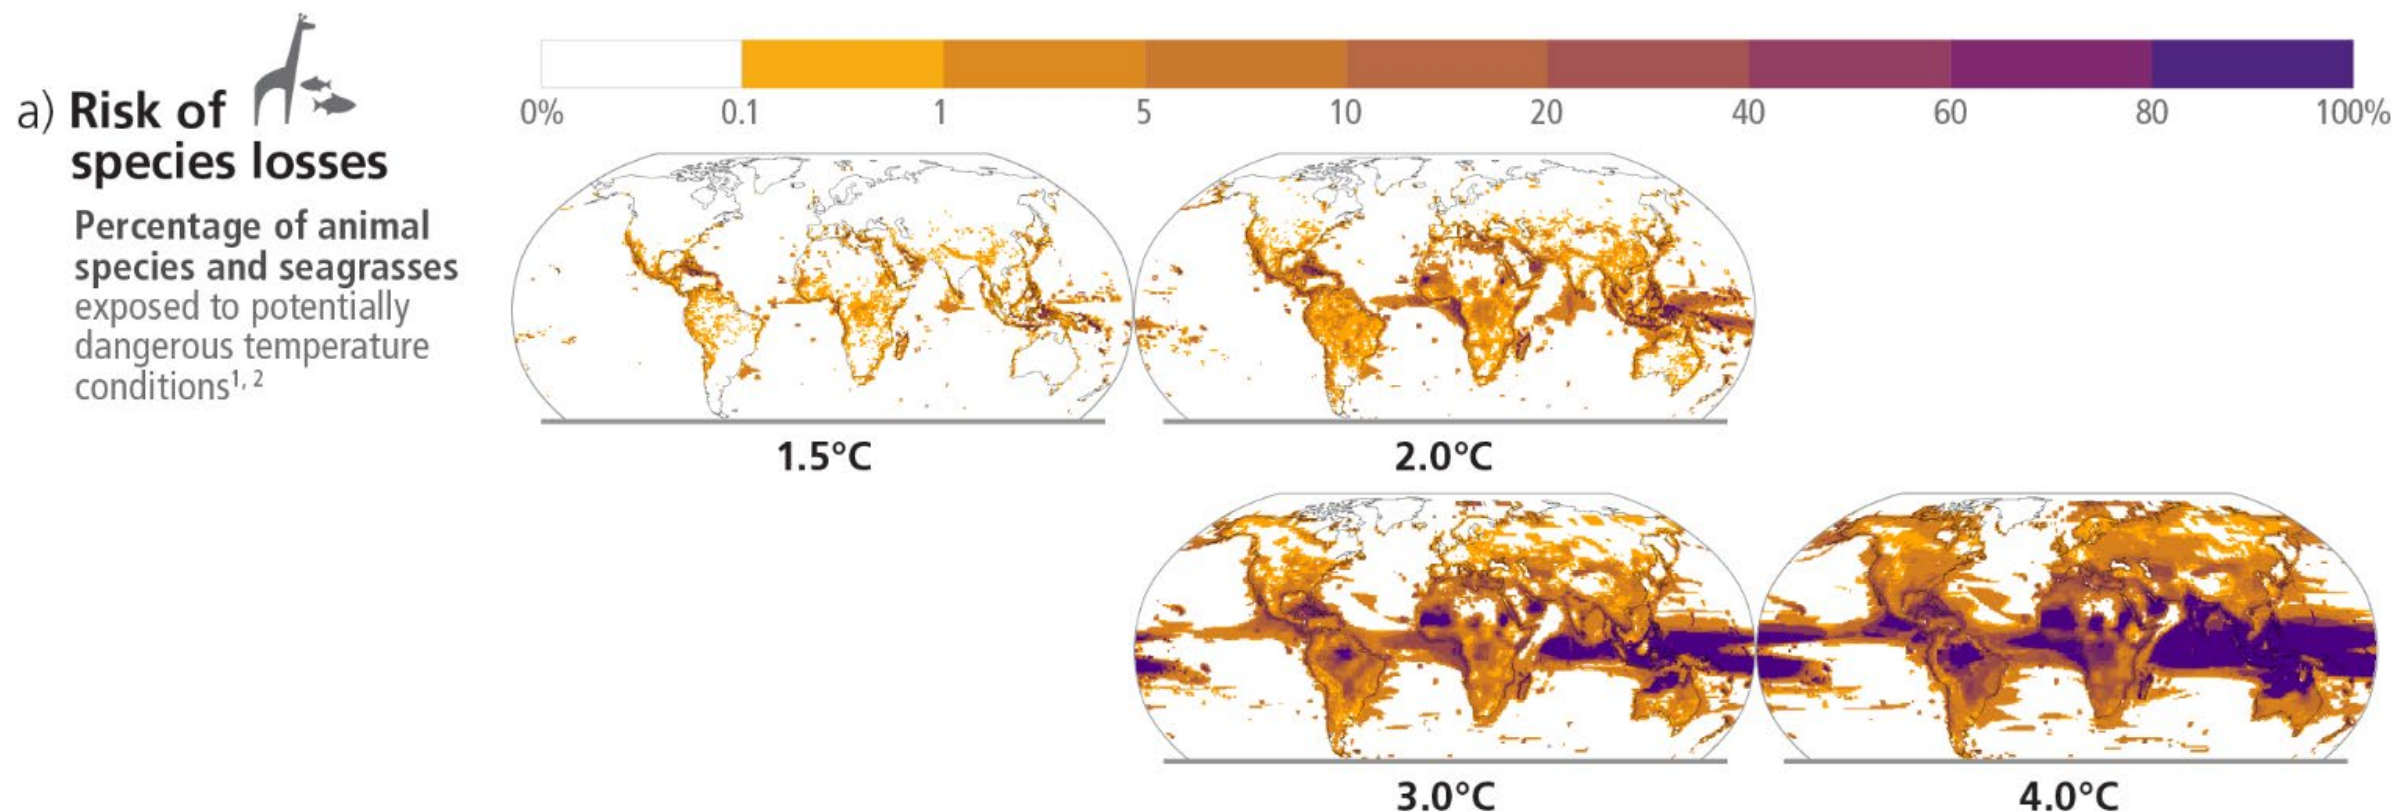 a) Risk of
species losses
Percentage of animal
species and seagrasses
exposed to potentially
dangerous temperature
conditions1, 2
0% 0.1 1 5 10 20 40 60 80 100%
1.5°C 2.0°C
3.0°C 4.0°C